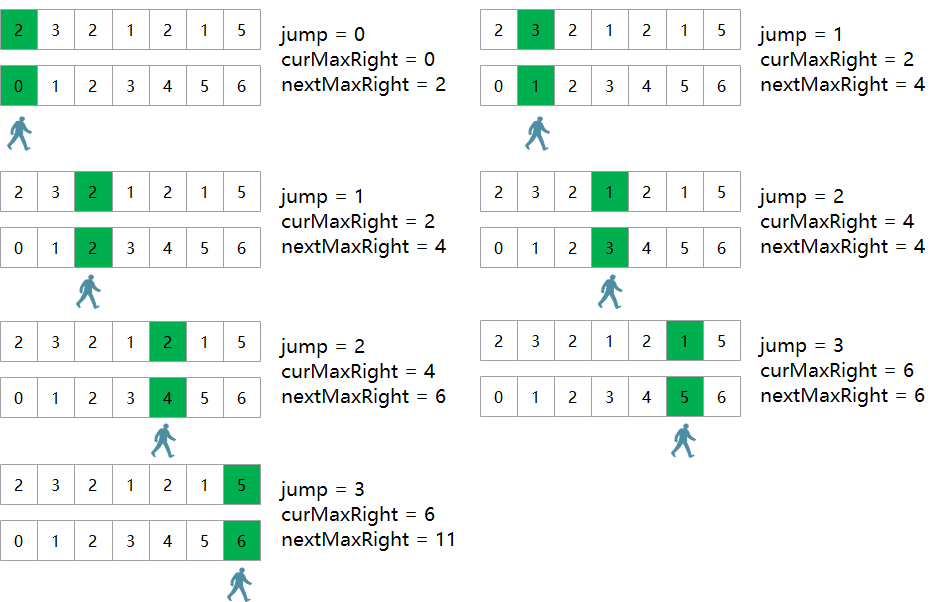 2 3 2 1 2 1 5
0 1 2 3 4 5 6
jump = 0
curMaxRight = 0
nextMaxRight = 2
2 3 2 1 2 1 5
0 1 2 3 4 5 6
jump = 1
curMaxRight = 2
nextMaxRight = 4
2 3 2 1 2 1 5
0 1 2 3 4 5 6
jump = 1
curMaxRight = 2
nextMaxRight = 4
2 3 2 1 2 1 5
0 1 2 3 4 5 6
jump = 2
curMaxRight = 4
nextMaxRight = 4
2 3 2 1 2 1 5
0 1 2 3 4 5 6
jump = 2
curMaxRight = 4
nextMaxRight = 6
2 3 2 1 2 1 5
0 1 2 3 4 5 6
jump = 3
curMaxRight = 6
nextMaxRight = 6
2 3 2 1 2 1 5
0 1 2 3 4 5 6
jump = 3
curMaxRight = 6
nextMaxRight = 11